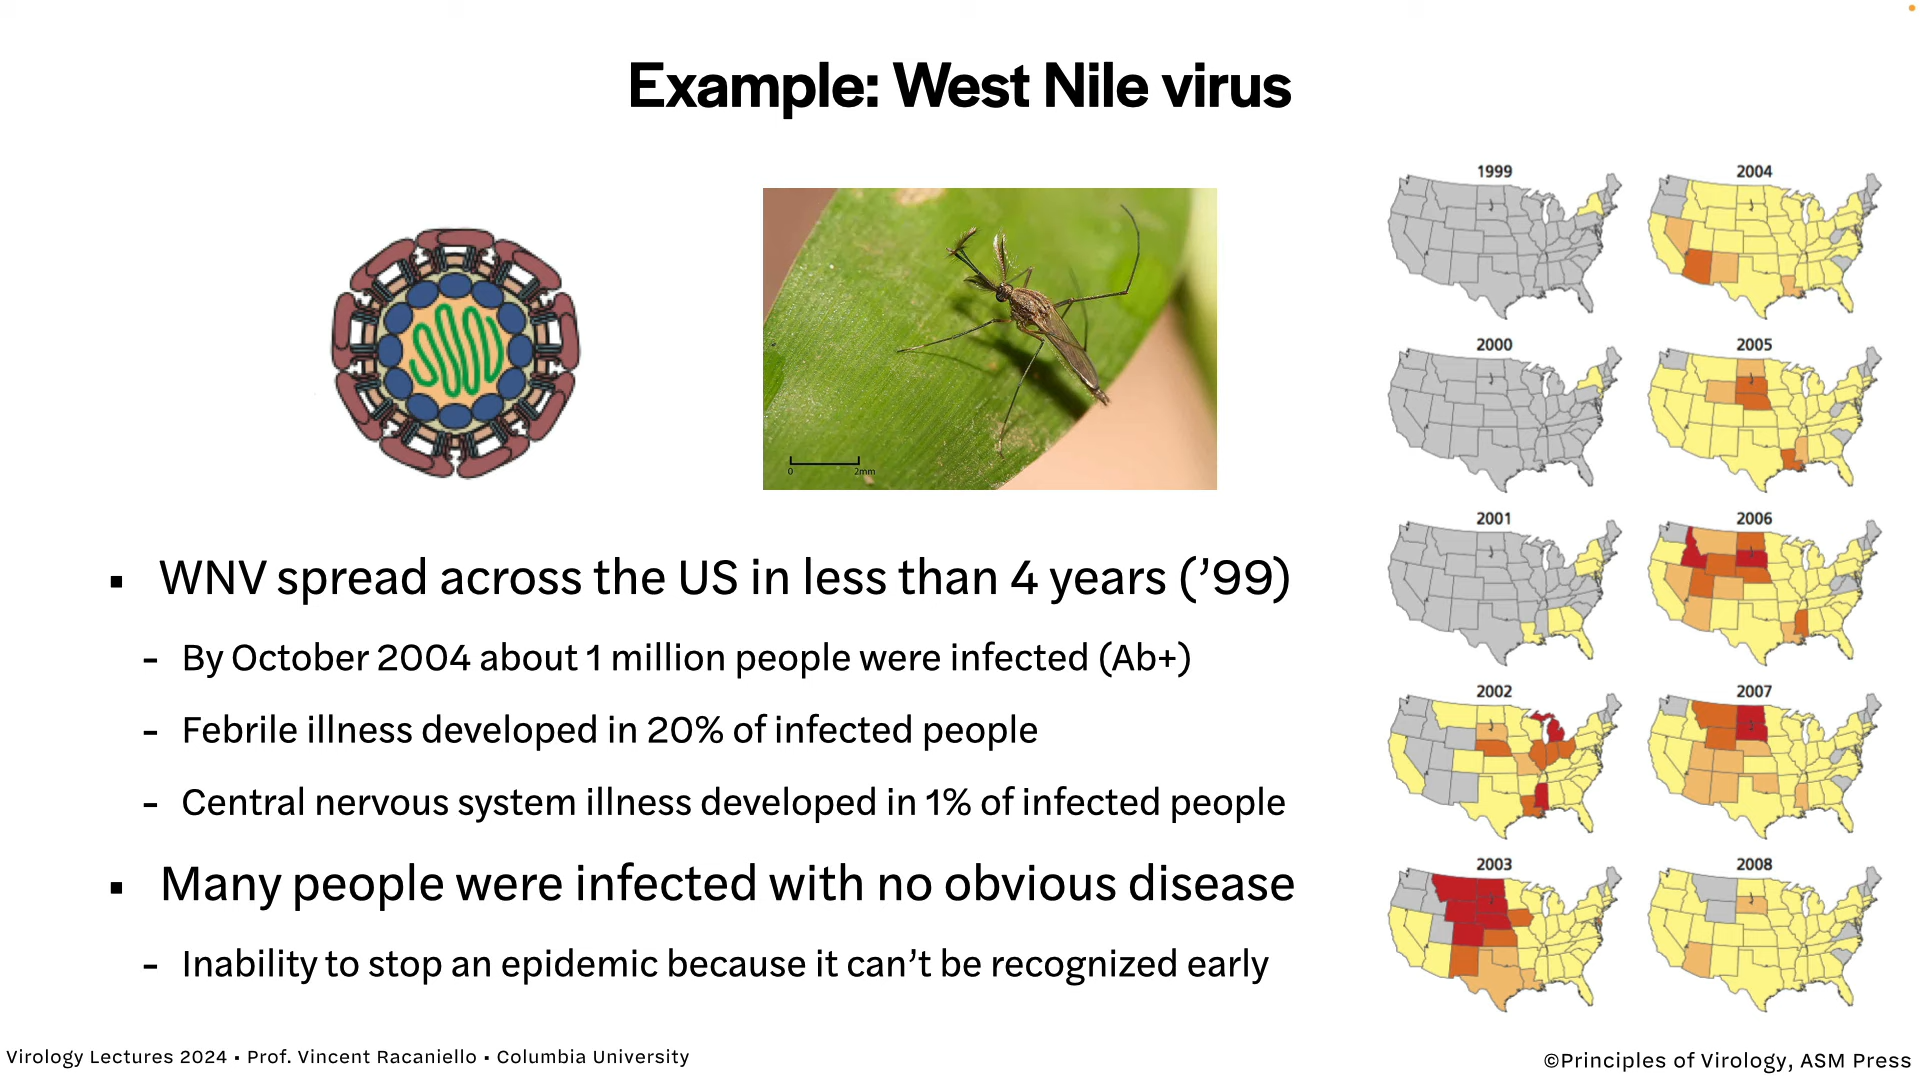 Example: West Nile virus
0 2mm
▪ WNV spread across the US in less than 4 years (’99)
- By October 2004 about 1 million people were infected (Ab+)
- Febrile illness developed in 20% of infected people
- Central nervous system illness developed in 1% of infected people
▪ Many people were infected with no obvious disease
- Inability to stop an epidemic because it can’t be recognized early
1999
2004
2000
2005
2001
2006
2002
2007
2003
2008
Virology Lectures 2024 • Prof. Vincent Racaniello • Columbia University
©Principles of Virology, ASM Press